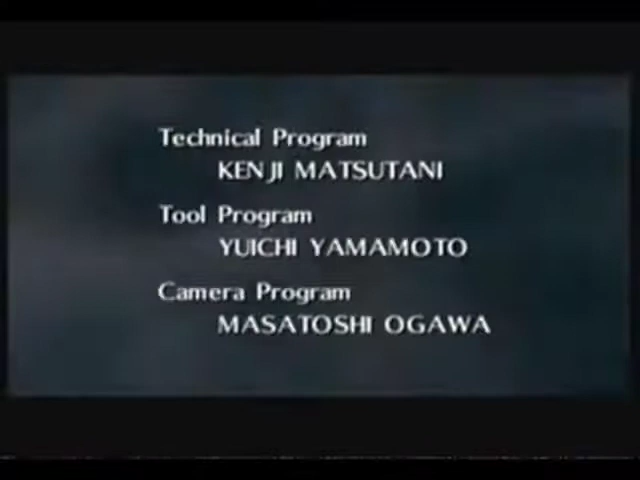 Technical Program
KENJI MATSUTANI
Tool Program
YUICHI YAMAMOTO
Camera Program
MASATOSHI OGAWA